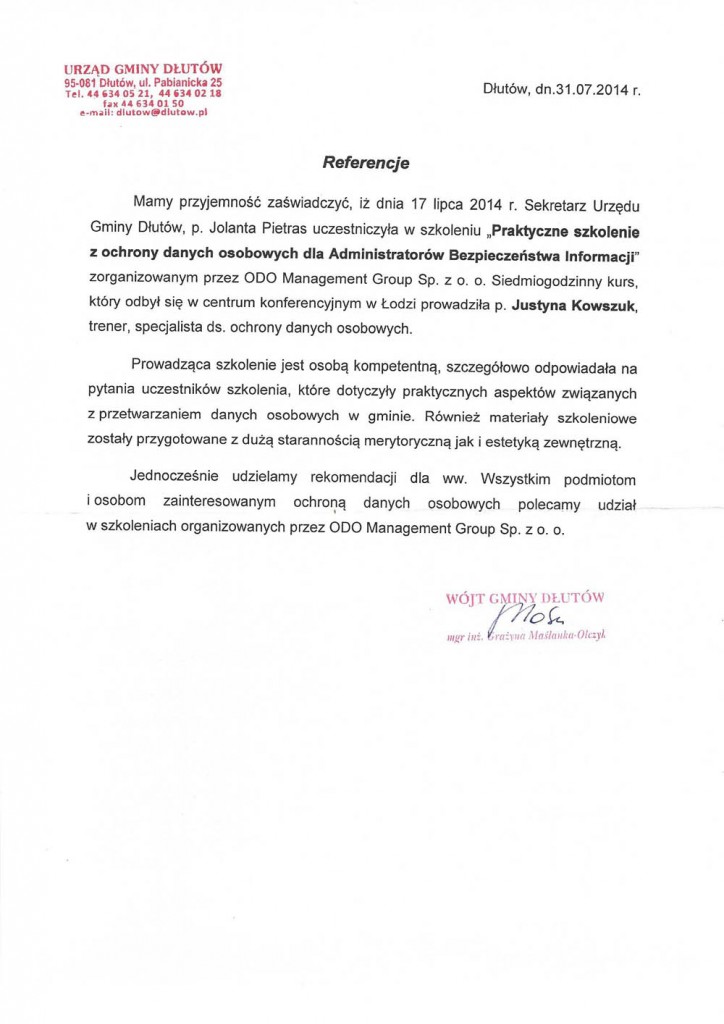 URZĄD GMINY DŁUTÓW
95-081 Dłutów, ul. Pabianicka 25
Tel. 44 634 05 21, 44 634 02 18
fax 44 634 01 50
e-mail: dlutow@dlutow.pl
Dłutów, dn.31.07.2014 r.
Referencje
Mamy przyjemność zaświadczyć, iż dnia 17 lipca 2014 r. Sekretarz Urzędu
Gminy Dłutów, p. Jolanta Pietras uczestniczyła w szkoleniu „Praktyczne szkolenie
z ochrony danych osobowych dla Administratorów Bezpieczeństwa Informacji"
zorganizowanym przez ODO Management Group Sp. z o. o. Siedmiogodzinny kurs,
który odbył się w centrum konferencyjnym w Łodzi prowadziła p. Justyna Kowszuk,
trener, specjalista ds. ochrony danych osobowych.
Prowadząca szkolenie jest osobą kompetentną, szczegółowo odpowiadała na
pytania uczestników szkolenia, które dotyczyły praktycznych aspektów związanych
z przetwarzaniem danych osobowych w gminie. Również materiały szkoleniowe
zostały przygotowane z dużą starannością merytoryczną jak i estetyką zewnętrzną.
Jednocześnie udzielamy rekomendacji dla ww. Wszystkim podmiotom
i osobom zainteresowanym ochroną danych osobowych polecamy udział
w szkoleniach organizowanych przez ODO Management Group Sp. z o. o.
WÓJT GMINY DŁUTÓW
mgr inż. Grażyna Maślanka-Olczyk